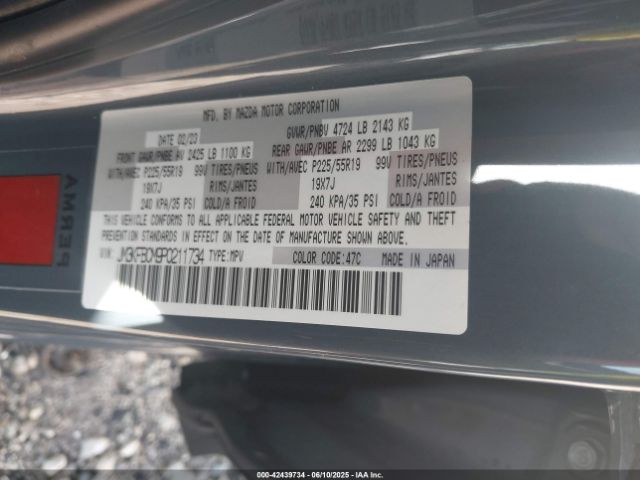 MFD. BY MAZDA MOTOR CORPORATION
DATE 02/23 GVWR/PNBV 4724 LB 2143 KG
FRONT GAWR/PNBE AV 2425 LB 1100 KG REAR GAWR/PNBE AR 2299 LB 1043 KG
WITH/AVEC P225/55R19 99V TIRES/PNEUS WITH/AVEC P225/55R19 99V TIRES/PNEUS
19X7J RIMS/JANTES 19X7J RIMS/JANTES
240 KPA/35 PSI COLD/A FROID 240 KPA/35 PSI COLD/A FROID
THIS VEHICLE CONFORMS TO ALL APPLICABLE FEDERAL MOTOR VEHICLE SAFETY AND THEFT
PREVENTION STANDARDS IN EFFECT ON THE DATE OF MANUFACTURE SHOWN ABOVE.
VIN: JM3KFBCM9P0211734 TYPE:MPV COLOR CODE:47C MADE IN JAPAN
PERMA
000-42439734 - 06/10/2025 - IAAI.COM